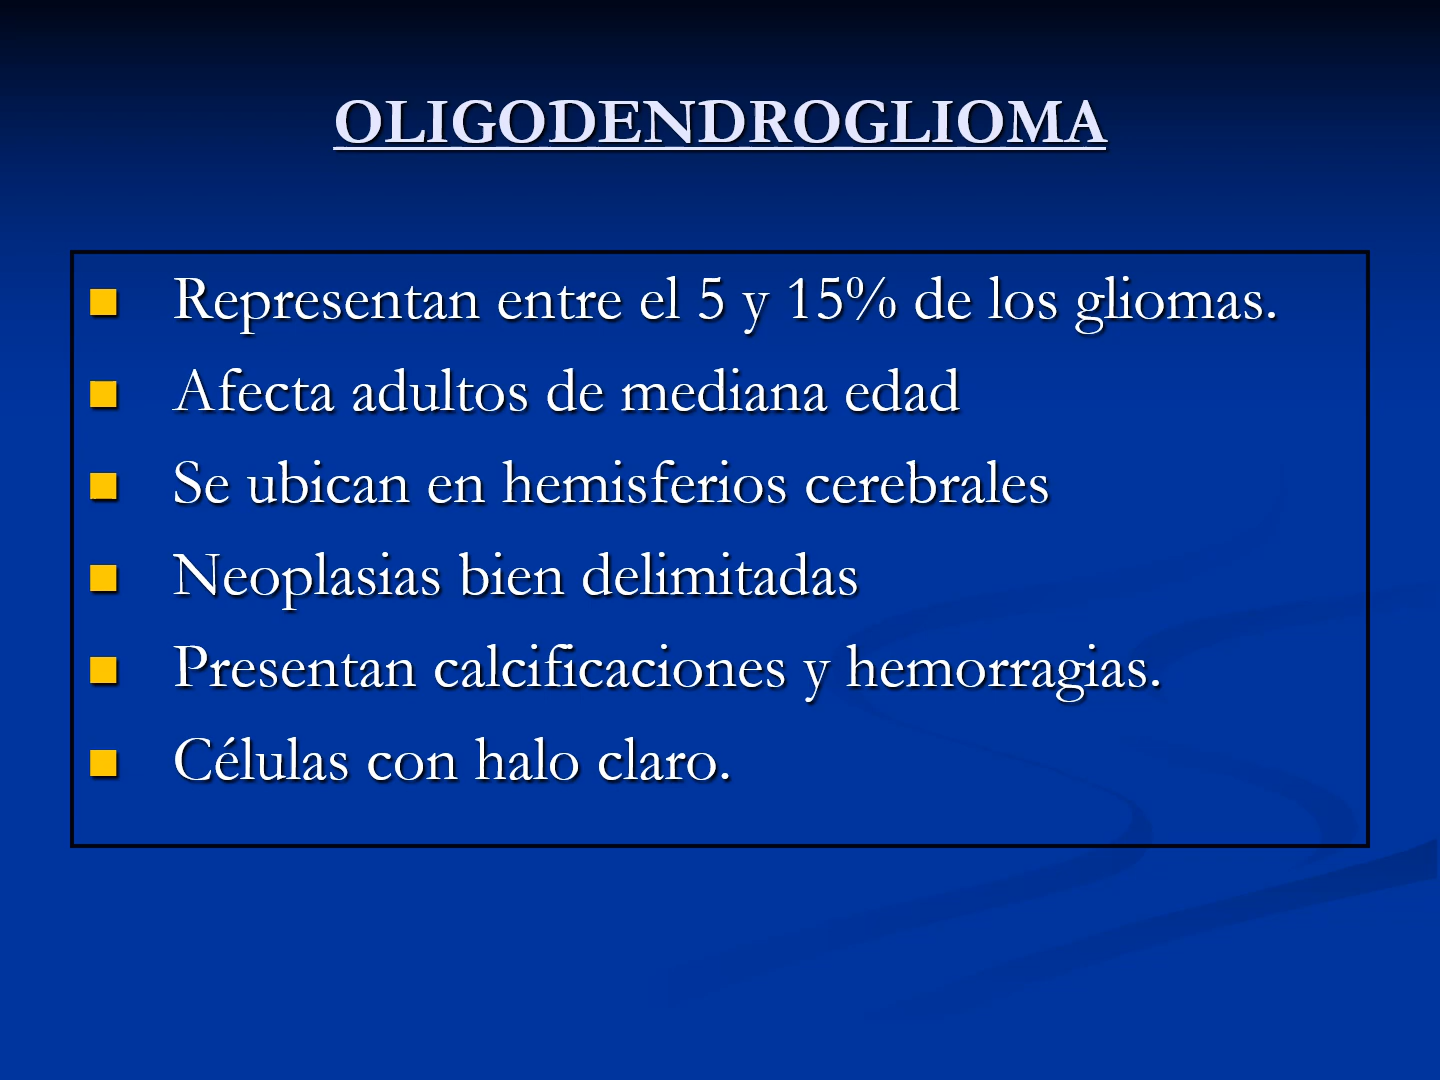 OLIGODENDROGLIOMA
Representan entre el 5 y 15% de los gliomas.
Afecta adultos de mediana edad
Se ubican en hemisferios cerebrales
Neoplasias bien delimitadas
Presentan calcificaciones y hemorragias.
Células con halo claro.